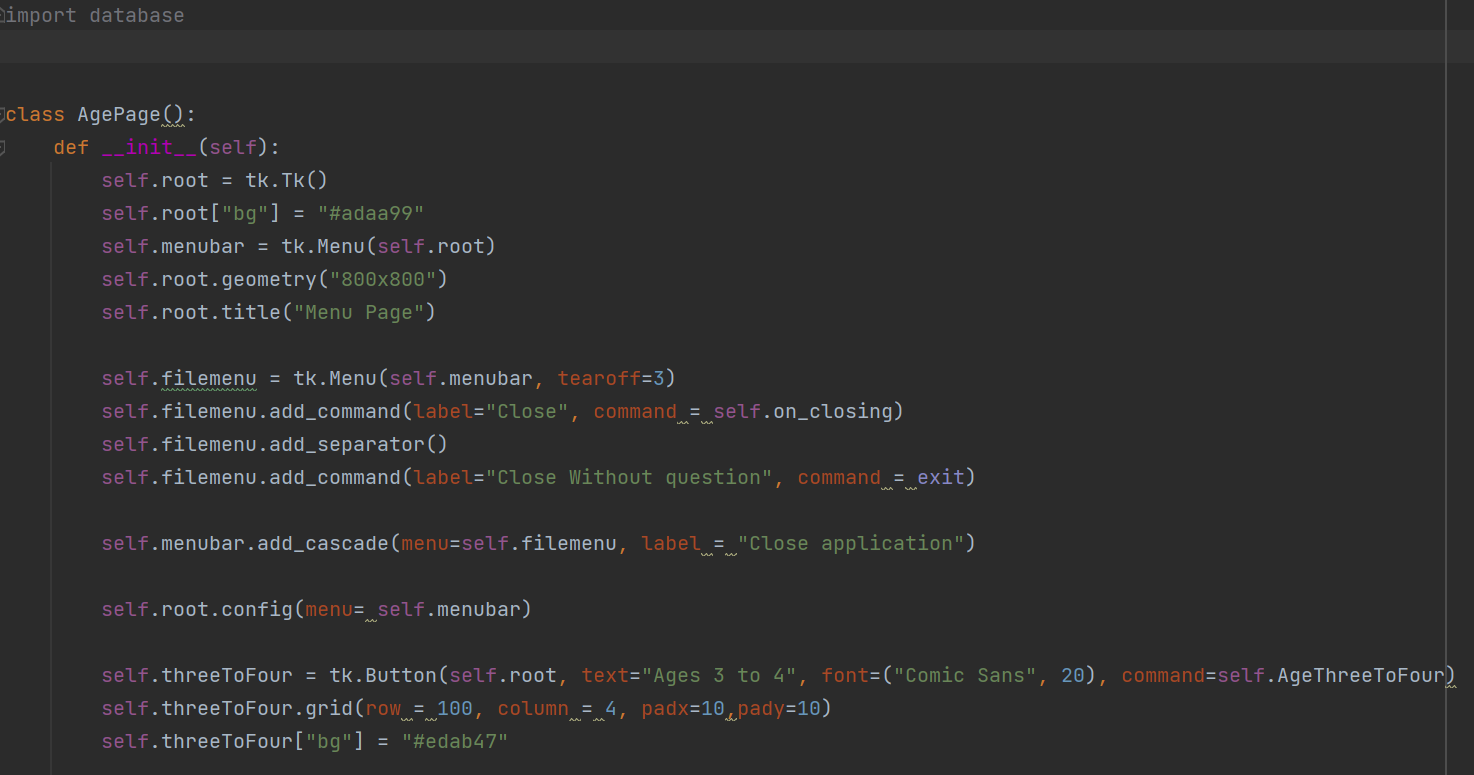 import database
class AgePage():
    def __init__(self):
        self.root = tk.Tk()
        self.root["bg"] = "#adaa99"
        self.menubar = tk.Menu(self.root)
        self.root.geometry("800x800")
        self.root.title("Menu Page")
        self.filemenu = tk.Menu(self.menubar, tearoff=3)
        self.filemenu.add_command(label="Close", command = self.on_closing)
        self.filemenu.add_separator()
        self.filemenu.add_command(label="Close Without question", command = exit)
        self.menubar.add_cascade(menu=self.filemenu, label = "Close application")
        self.root.config(menu= self.menubar)
        self.threeToFour = tk.Button(self.root, text="Ages 3 to 4", font=("Comic Sans", 20), command=self.AgeThreeToFour)
        self.threeToFour.grid(row = 100, column = 4, padx=10,pady=10)
        self.threeToFour["bg"] = "#edab47"